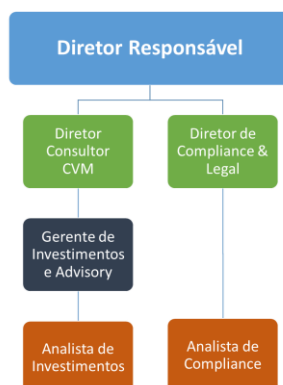 Diretor Responsável
Diretor
Consultor
CVM
Diretor de
Compliance &
Legal
Gerente de
Investimentos
e Advisory
Analista de
Investimentos
Analista de
Compliance